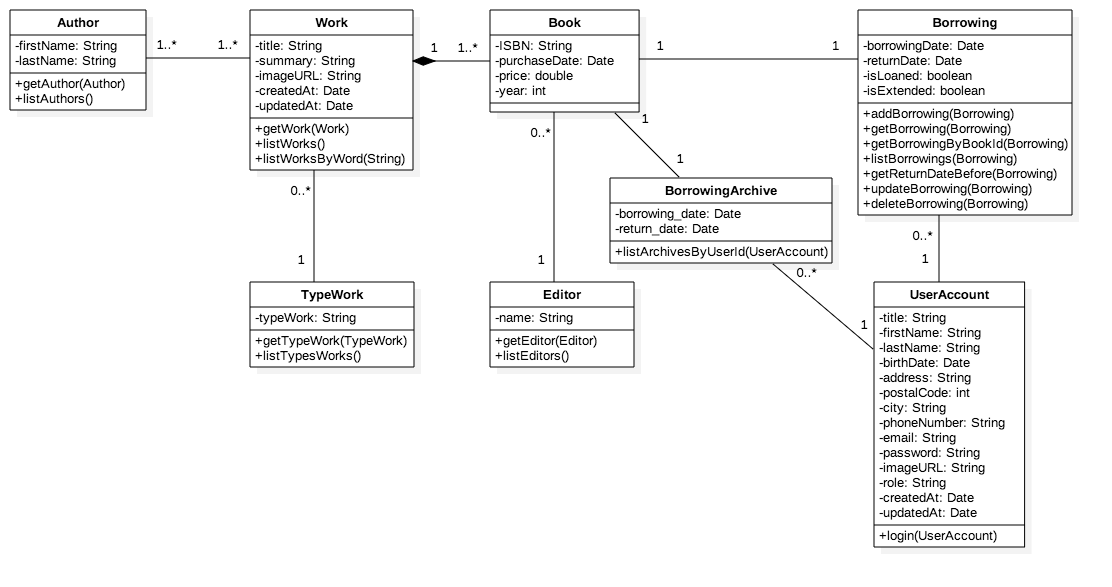 Author
-firstName: String
-lastName: String
+getAuthor(Author)
+listAuthors()
1..*
1..*
Work
-title: String
-summary: String
-imageURL: String
-createdAt: Date
-updatedAt: Date
+getWork(Work)
+listWorks()
+listWorksByWord(String)
1
1..*
Book
-ISBN: String
-purchaseDate: Date
-price: double
-year: int
1
1
Borrowing
-borrowingDate: Date
-returnDate: Date
-isLoaned: boolean
-isExtended: boolean
+addBorrowing(Borrowing)
+getBorrowing(Borrowing)
+getBorrowingByBookId(Borrowing)
+listBorrowings(Borrowing)
+getReturnDateBefore(Borrowing)
+updateBorrowing(Borrowing)
+deleteBorrowing(Borrowing)
0..*
1
0..*
1
1
1
BorrowingArchive
-borrowing_date: Date
-return_date: Date
+listArchivesByUserId(UserAccount)
0..*
1
0..*
1
TypeWork
-typeWork: String
+getTypeWork(TypeWork)
+listTypesWorks()
Editor
-name: String
+getEditor(Editor)
+listEditors()
UserAccount
-title: String
-firstName: String
-lastName: String
-birthDate: Date
-address: String
-postalCode: int
-city: String
-phoneNumber: String
-email: String
-password: String
-imageURL: String
-role: String
-createdAt: Date
-updatedAt: Date
+login(UserAccount)